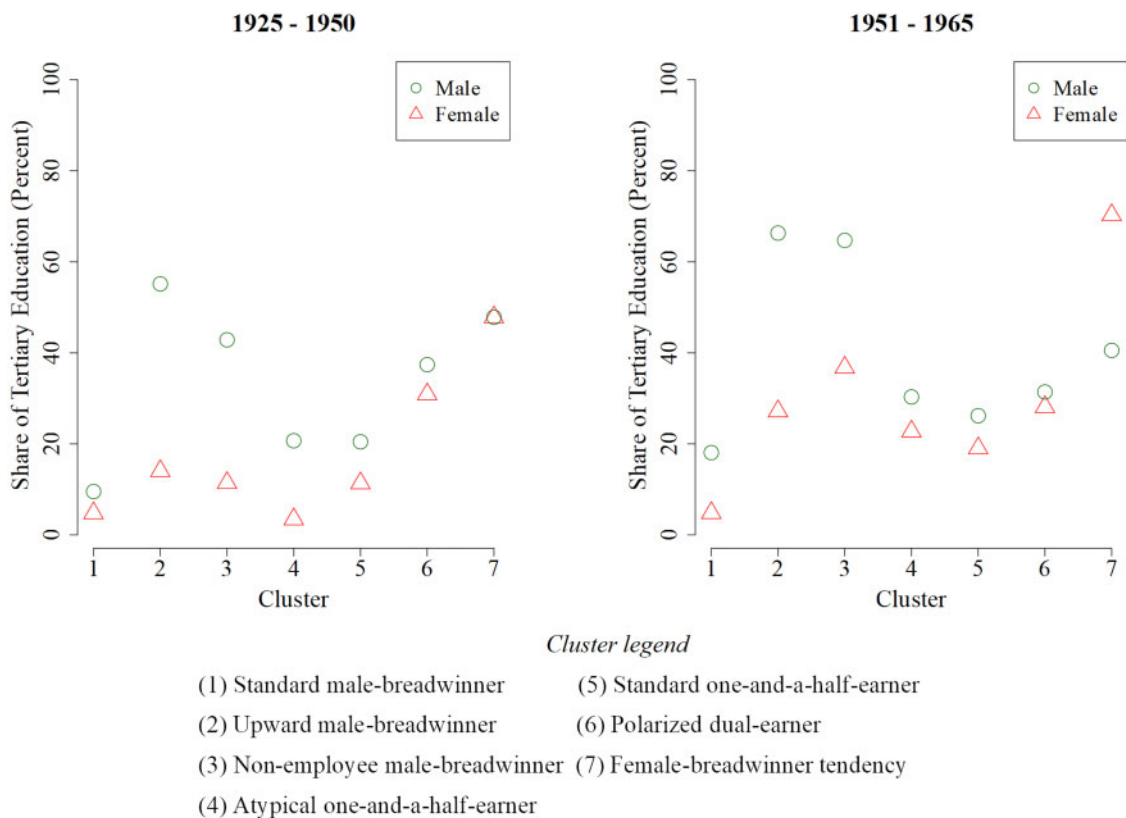 1925 - 1950
Male
Female
Share of Tertiary Education (Percent)
100
80
60
40
20
0
1 2 3 4 5 6 7
Cluster
1951 - 1965
Male
Female
Share of Tertiary Education (Percent)
100
80
60
40
20
0
1 2 3 4 5 6 7
Cluster
Cluster legend
(1) Standard male-breadwinner
(2) Upward male-breadwinner
(3) Non-employee male-breadwinner
(4) Atypical one-and-a-half-earner
(5) Standard one-and-a-half-earner
(6) Polarized dual-earner
(7) Female-breadwinner tendency